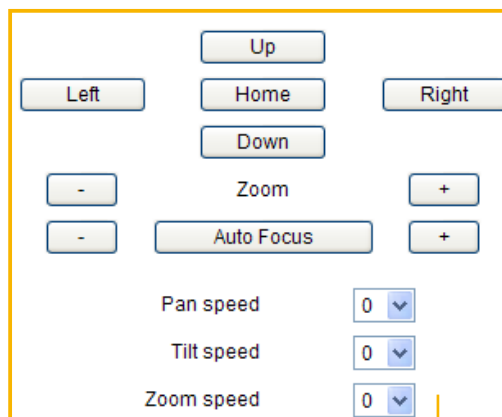 Up
Left Home Right
Down
- Zoom +
- Auto Focus +
Pan speed 0
Tilt speed 0
Zoom speed 0